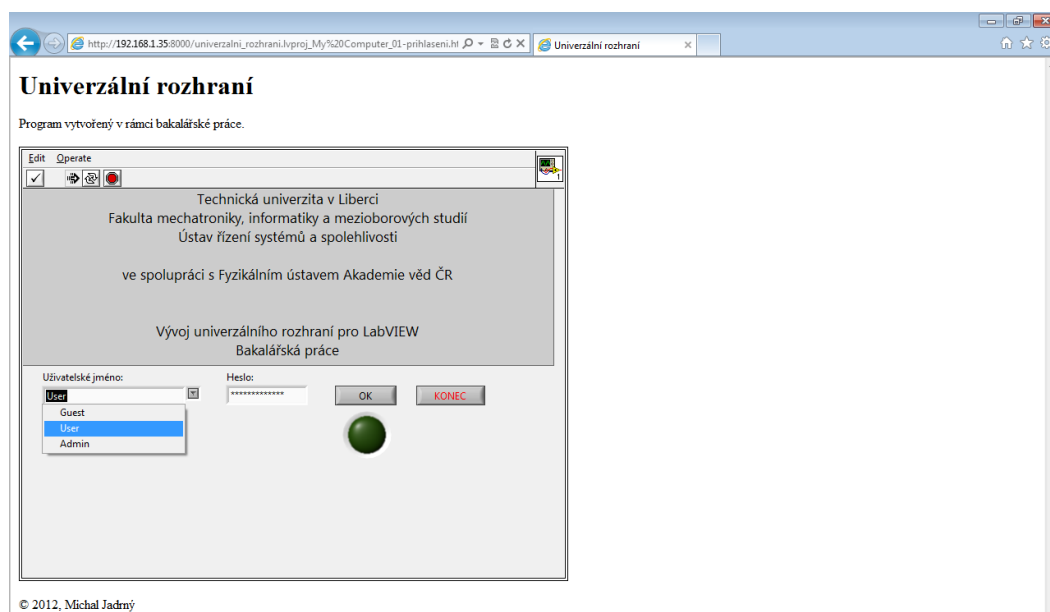 http://192.168.1.35:8000/univerzalni_rozhrani.lvproj_My%20Computer_01-prihlaseni.ht
Univerzální rozhraní
Univerzální rozhraní
Program vytvořený v rámci bakalářské práce.
Edit Operate
1
Technická univerzita v Liberci
Fakulta mechatroniky, informatiky a mezioborových studií
Ústav řízení systémů a spolehlivosti
ve spolupráci s Fyzikálním ústavem Akademie věd ČR
Vývoj univerzálního rozhraní pro LabVIEW
Bakalářská práce
Uživatelské jméno: Heslo:
User ************* OK KONEC
Guest
User
Admin
© 2012, Michal Jadrný